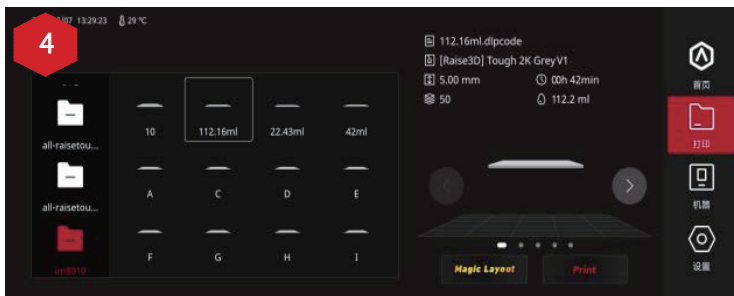 4
/07 13:29:23 29 ℃
all-raisetou...
all-raisetou...
im8010
10
112.16ml
22.43ml
42ml
A
C
D
E
F
G
H
I
112.16ml.dlpcode
[Raise3D] Tough 2K Grey V1
5.00 mm
00h 42min
50
112.2 ml
Magic Layout
Print
首页
打印
机器
设置